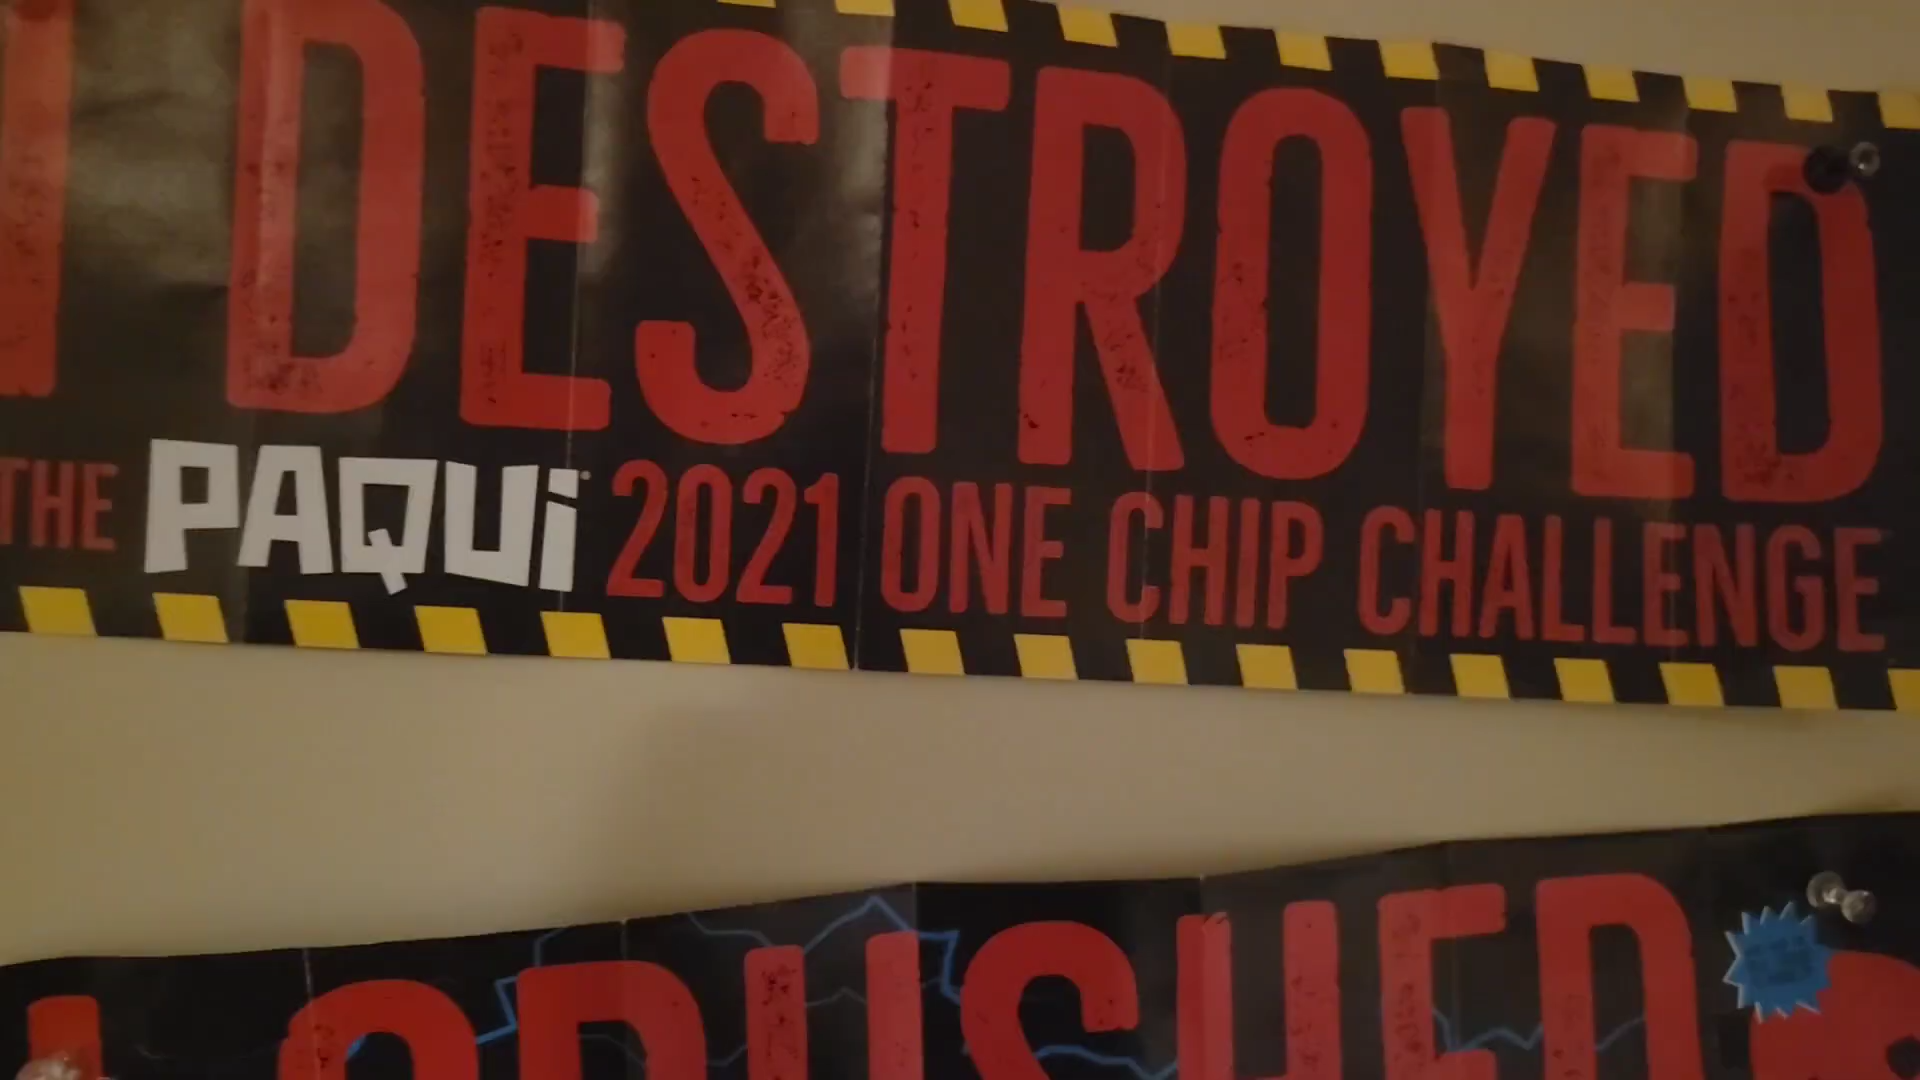 I DESTROYED
THE PAQUI 2021 ONE CHIP CHALLENGE
I CRUSHED